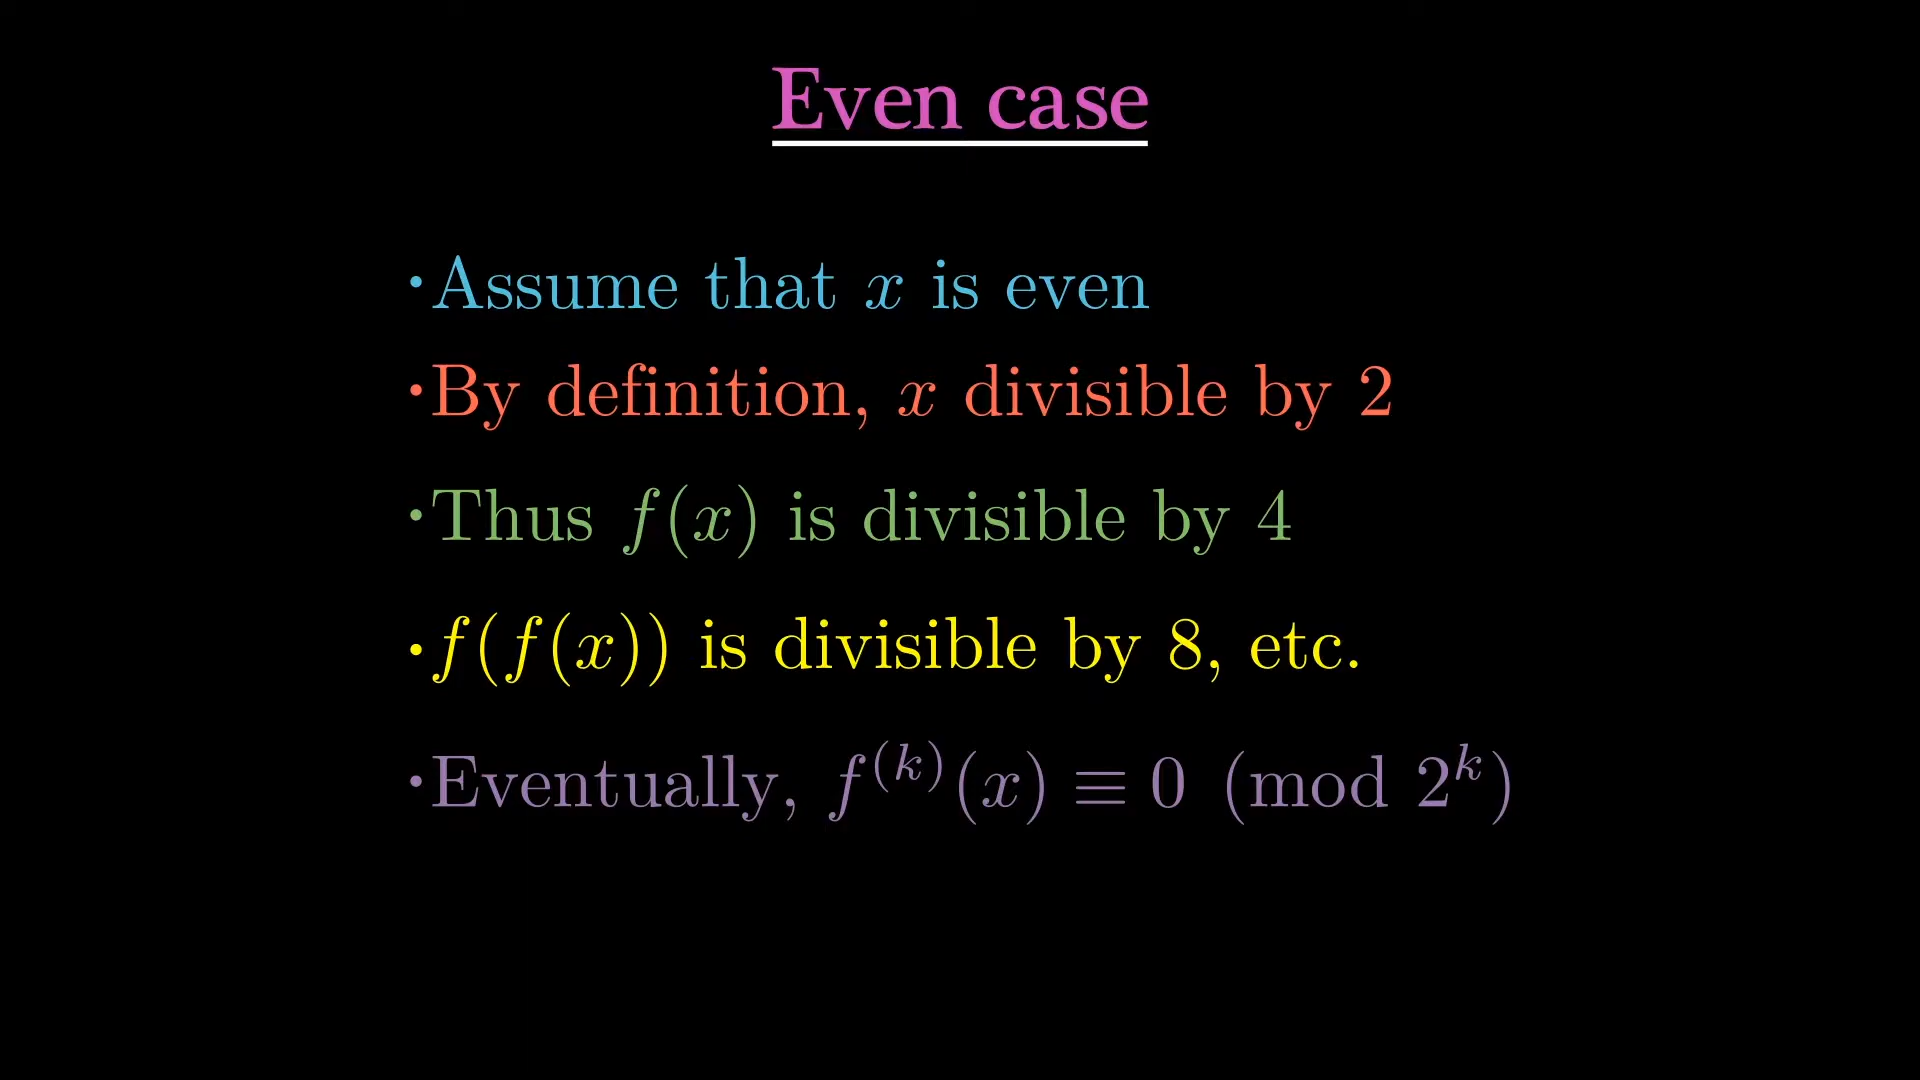 Even case
·Assume that x is even
·By definition, x divisible by 2
·Thus f(x) is divisible by 4
·f(f(x)) is divisible by 8, etc.
·Eventually, f^{(k)}(x) ≡ 0 (mod 2^k)